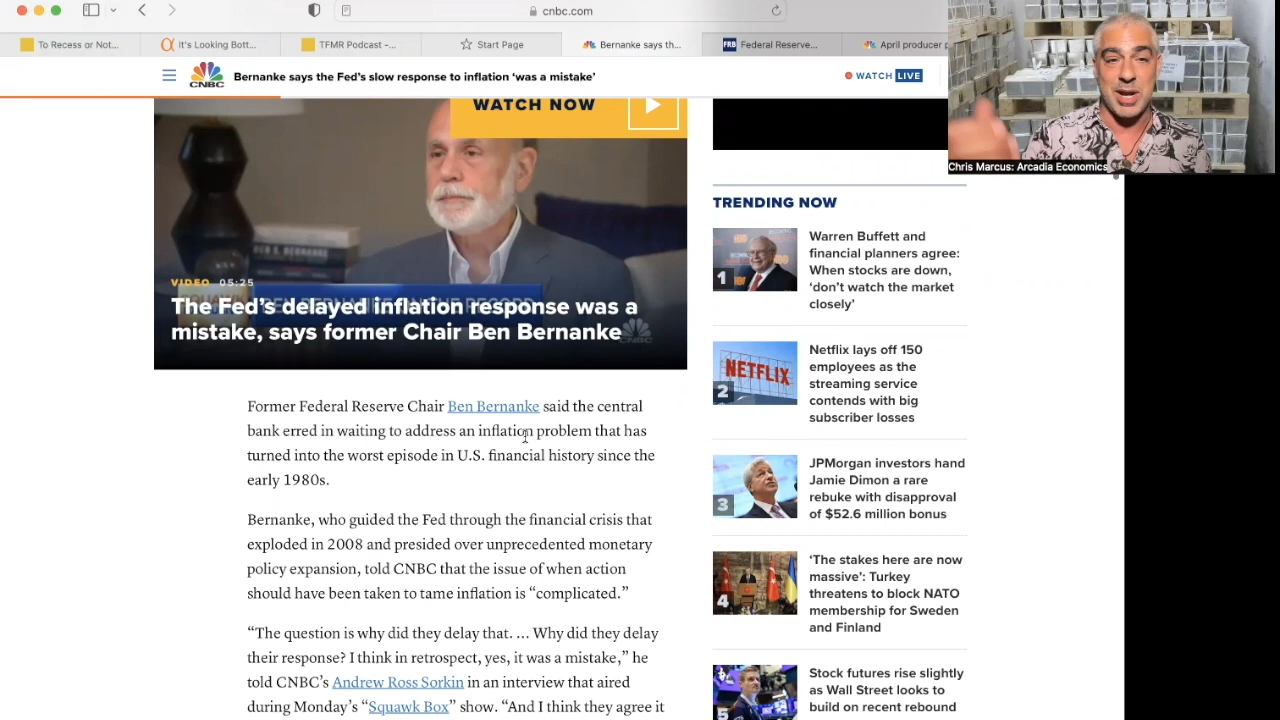 cnbc.com
To Recess or Not...
It's Looking Bott...
TFMR Podcast -...
Start Page
Bernanke says th...
FRB
Federal Reserve...
April producer p
CNBC
Bernanke says the Fed's slow response to inflation ‘was a mistake’
WATCH LIVE
Chris Marcus: Arcadia Economics
WATCH NOW
VIDEO 05:25
The Fed's delayed inflation response was a
mistake, says former Chair Ben Bernanke
Former Federal Reserve Chair Ben Bernanke said the central
bank erred in waiting to address an inflation problem that has
turned into the worst episode in U.S. financial history since the
early 1980s.
Bernanke, who guided the Fed through the financial crisis that
exploded in 2008 and presided over unprecedented monetary
policy expansion, told CNBC that the issue of when action
should have been taken to tame inflation is “complicated.”
“The question is why did they delay that. … Why did they delay
their response? I think in retrospect, yes, it was a mistake,” he
told CNBC's Andrew Ross Sorkin in an interview that aired
during Monday's “Squawk Box” show. “And I think they agree it
TRENDING NOW
1
Warren Buffett and
financial planners agree:
When stocks are down,
‘don't watch the market
closely’
NETFLIX
2
Netflix lays off 150
employees as the
streaming service
contends with big
subscriber losses
3
JPMorgan investors hand
Jamie Dimon a rare
rebuke with disapproval
of $52.6 million bonus
4
‘The stakes here are now
massive’: Turkey
threatens to block NATO
membership for Sweden
and Finland
5
Stock futures rise slightly
as Wall Street looks to
build on recent rebound